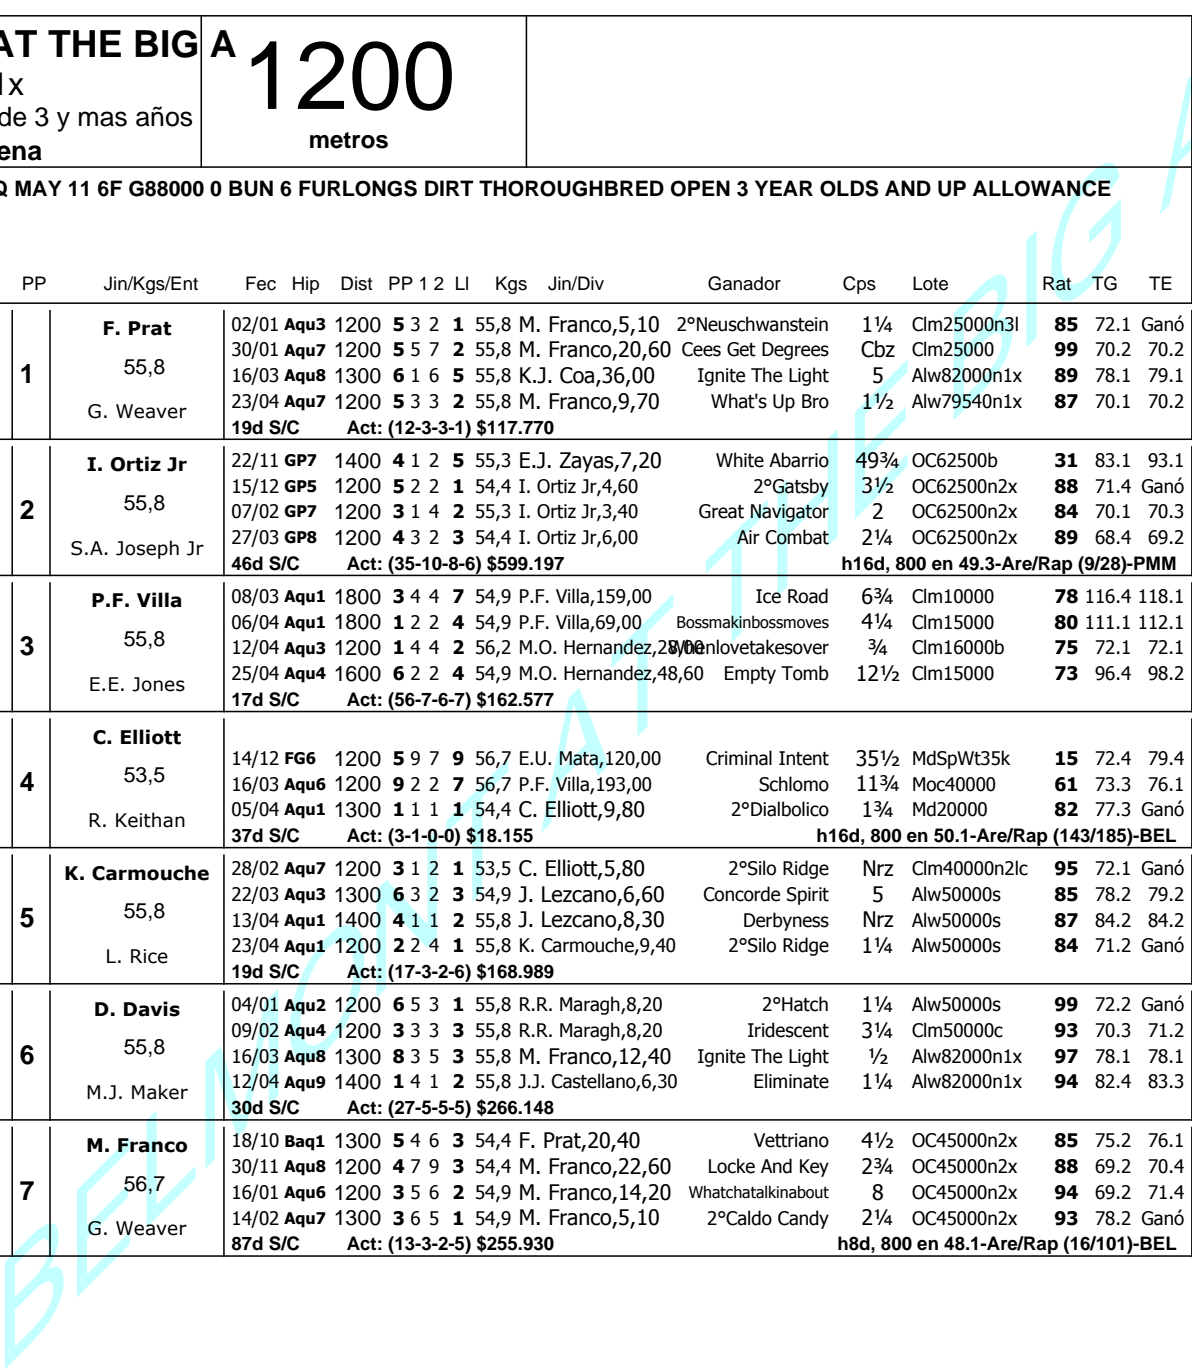 AT THE BIG A
1x
de 3 y mas años
ena
1200
metros
Q MAY 11 6F G88000 0 BUN 6 FURLONGS DIRT THOROUGHBRED OPEN 3 YEAR OLDS AND UP ALLOWANCE
PP Jin/Kgs/Ent Fec Hip Dist PP 1 2 Ll Kgs Jin/Div Ganador Cps Lote Rat TG TE
1
F. Prat
55,8
G. Weaver
02/01 Aqu3 1200 5 3 2 1 55,8 M. Franco,5,10 2°Neuschwanstein 1¼ Clm25000n3l 85 72.1 Ganó
30/01 Aqu7 1200 5 5 7 2 55,8 M. Franco,20,60 Cees Get Degrees Cbz Clm25000 99 70.2 70.2
16/03 Aqu8 1300 6 1 6 5 55,8 K.J. Coa,36,00 Ignite The Light 5 Alw82000n1x 89 78.1 79.1
23/04 Aqu7 1200 5 3 3 2 55,8 M. Franco,9,70 What's Up Bro 1½ Alw79540n1x 87 70.1 70.2
19d S/C Act: (12-3-3-1) $117.770
2
I. Ortiz Jr
55,8
S.A. Joseph Jr
22/11 GP7 1400 4 1 2 5 55,3 E.J. Zayas,7,20 White Abarrio 49¾ OC62500b 31 83.1 93.1
15/12 GP5 1200 5 2 2 1 54,4 I. Ortiz Jr,4,60 2°Gatsby 3½ OC62500n2x 88 71.4 Ganó
07/02 GP7 1200 3 1 4 2 55,3 I. Ortiz Jr,3,40 Great Navigator 2 OC62500n2x 84 70.1 70.3
27/03 GP8 1200 4 3 2 3 54,4 I. Ortiz Jr,6,00 Air Combat 2¼ OC62500n2x 89 68.4 69.2
46d S/C Act: (35-10-8-6) $599.197 h16d, 800 en 49.3-Are/Rap (9/28)-PMM
3
P.F. Villa
55,8
E.E. Jones
08/03 Aqu1 1800 3 4 4 7 54,9 P.F. Villa,159,00 Ice Road 6¾ Clm10000 78 116.4 118.1
06/04 Aqu1 1800 1 2 2 4 54,9 P.F. Villa,69,00 Bossmakinbossmoves 4¼ Clm15000 80 111.1 112.1
12/04 Aqu3 1200 1 4 4 2 56,2 M.O. Hernandez,28,00 Whenlovetakesover ¾ Clm16000b 75 72.1 72.1
25/04 Aqu4 1600 6 2 2 4 54,9 M.O. Hernandez,48,60 Empty Tomb 12½ Clm15000 73 96.4 98.2
17d S/C Act: (56-7-6-7) $162.577
4
C. Elliott
53,5
R. Keithan
14/12 FG6 1200 5 9 7 9 56,7 E.U. Mata,120,00 Criminal Intent 35½ MdSpWt35k 15 72.4 79.4
16/03 Aqu6 1200 9 2 2 7 56,7 P.F. Villa,193,00 Schlomo 11¾ Moc40000 61 73.3 76.1
05/04 Aqu1 1300 1 1 1 1 54,4 C. Elliott,9,80 2°Dialbolico 1¾ Md20000 82 77.3 Ganó
37d S/C Act: (3-1-0-0) $18.155 h16d, 800 en 50.1-Are/Rap (143/185)-BEL
5
K. Carmouche
55,8
L. Rice
28/02 Aqu7 1200 3 1 2 1 53,5 C. Elliott,5,80 2°Silo Ridge Nrz Clm40000n2lc 95 72.1 Ganó
22/03 Aqu3 1300 6 3 2 3 54,9 J. Lezcano,6,60 Concorde Spirit 5 Alw50000s 85 78.2 79.2
13/04 Aqu1 1400 4 1 1 2 55,8 J. Lezcano,8,30 Derbyness Nrz Alw50000s 87 84.2 84.2
23/04 Aqu1 1200 2 2 4 1 55,8 K. Carmouche,9,40 2°Silo Ridge 1¼ Alw50000s 84 71.2 Ganó
19d S/C Act: (17-3-2-6) $168.989
6
D. Davis
55,8
M.J. Maker
04/01 Aqu2 1200 6 5 3 1 55,8 R.R. Maragh,8,20 2°Hatch 1¼ Alw50000s 99 72.2 Ganó
09/02 Aqu4 1200 3 3 3 3 55,8 R.R. Maragh,8,20 Iridescent 3¼ Clm50000c 93 70.3 71.2
16/03 Aqu8 1300 8 3 5 3 55,8 M. Franco,12,40 Ignite The Light ½ Alw82000n1x 97 78.1 78.1
12/04 Aqu9 1400 1 4 1 2 55,8 J.J. Castellano,6,30 Eliminate 1¼ Alw82000n1x 94 82.4 83.3
30d S/C Act: (27-5-5-5) $266.148
7
M. Franco
56,7
G. Weaver
18/10 Baq1 1300 5 4 6 3 54,4 F. Prat,20,40 Vettriano 4½ OC45000n2x 85 75.2 76.1
30/11 Aqu8 1200 4 7 9 3 54,4 M. Franco,22,60 Locke And Key 2¾ OC45000n2x 88 69.2 70.4
16/01 Aqu6 1200 3 5 6 2 54,9 M. Franco,14,20 Whatchatalkinabout 8 OC45000n2x 94 69.2 71.4
14/02 Aqu7 1300 3 6 5 1 54,9 M. Franco,5,10 2°Caldo Candy 2¼ OC45000n2x 93 78.2 Ganó
87d S/C Act: (13-3-2-5) $255.930 h8d, 800 en 48.1-Are/Rap (16/101)-BEL
BELMONT AT THE BIG A